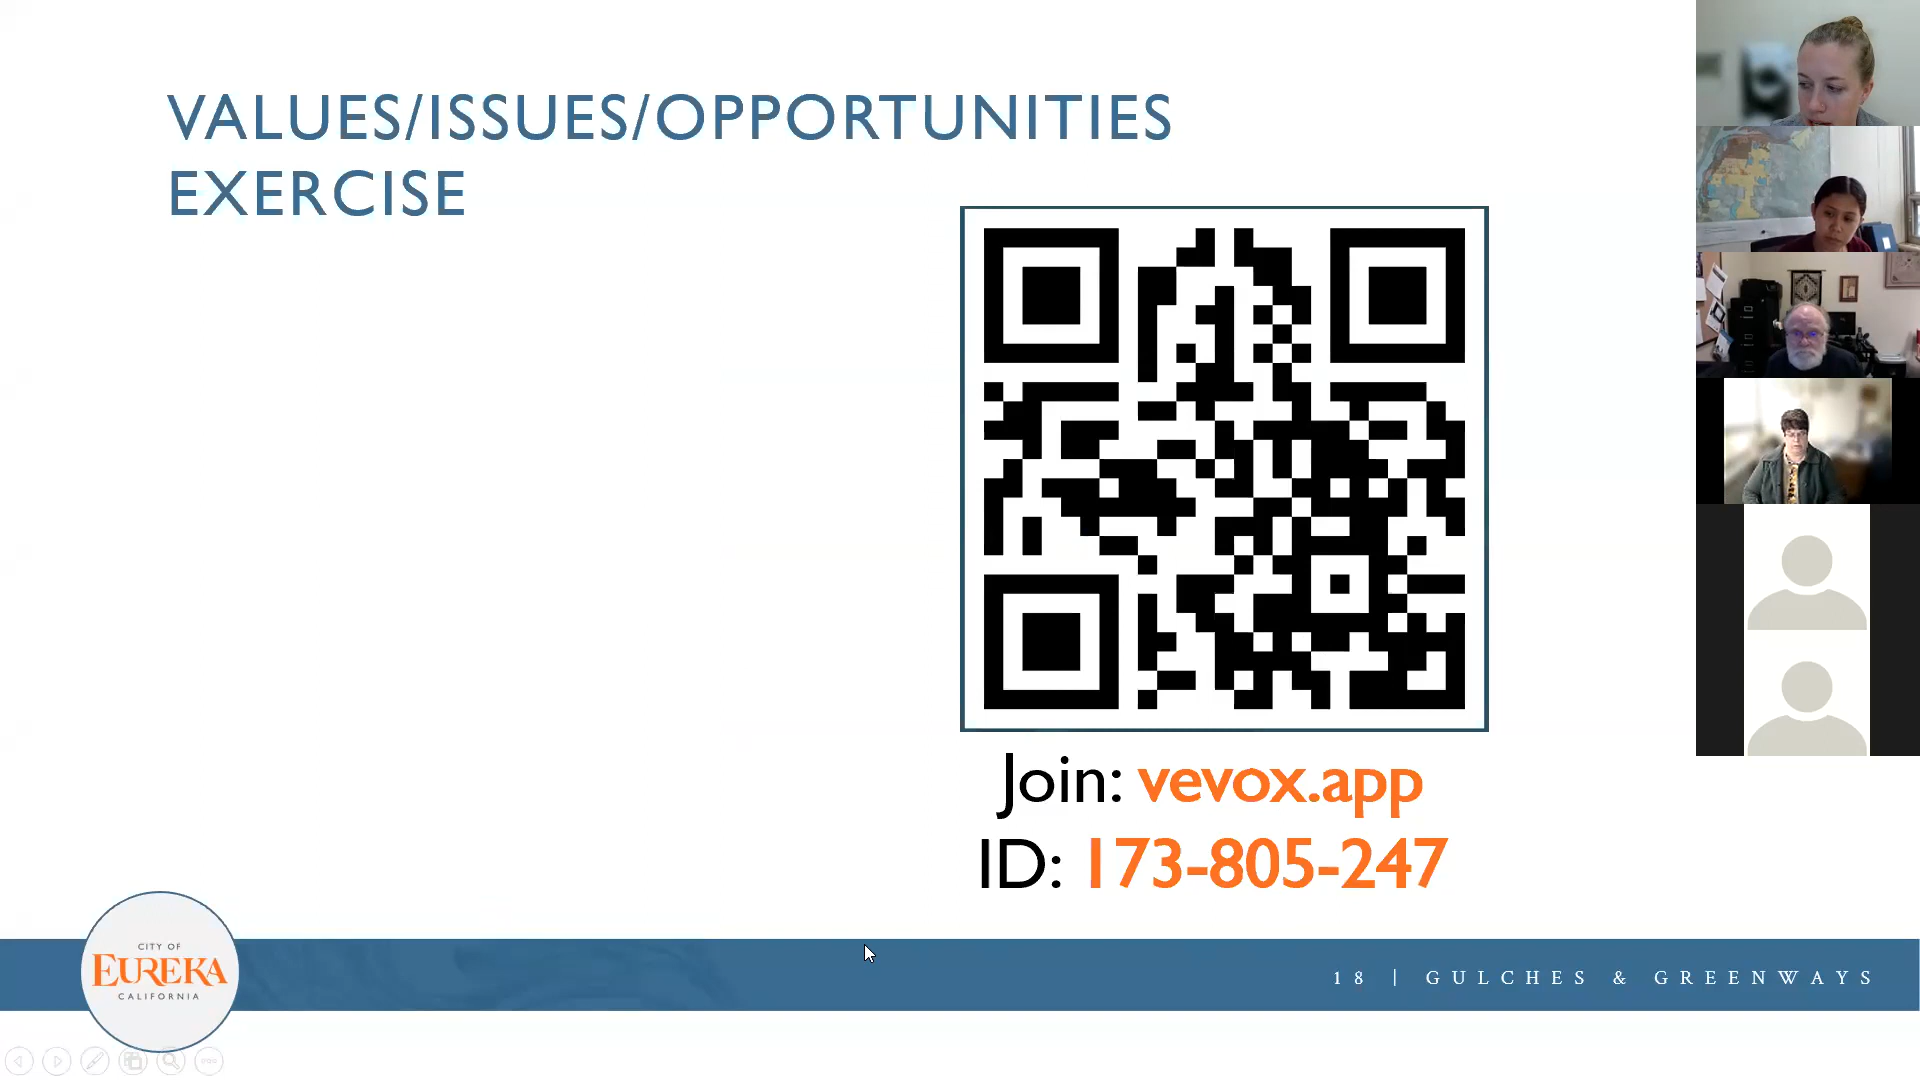 VALUES/ISSUES/OPPORTUNITIES
EXERCISE
Join: vevox.app
ID: 173-805-247
CITY OF
EUREKA
CALIFORNIA
18 | GULCHES & GREENWAYS